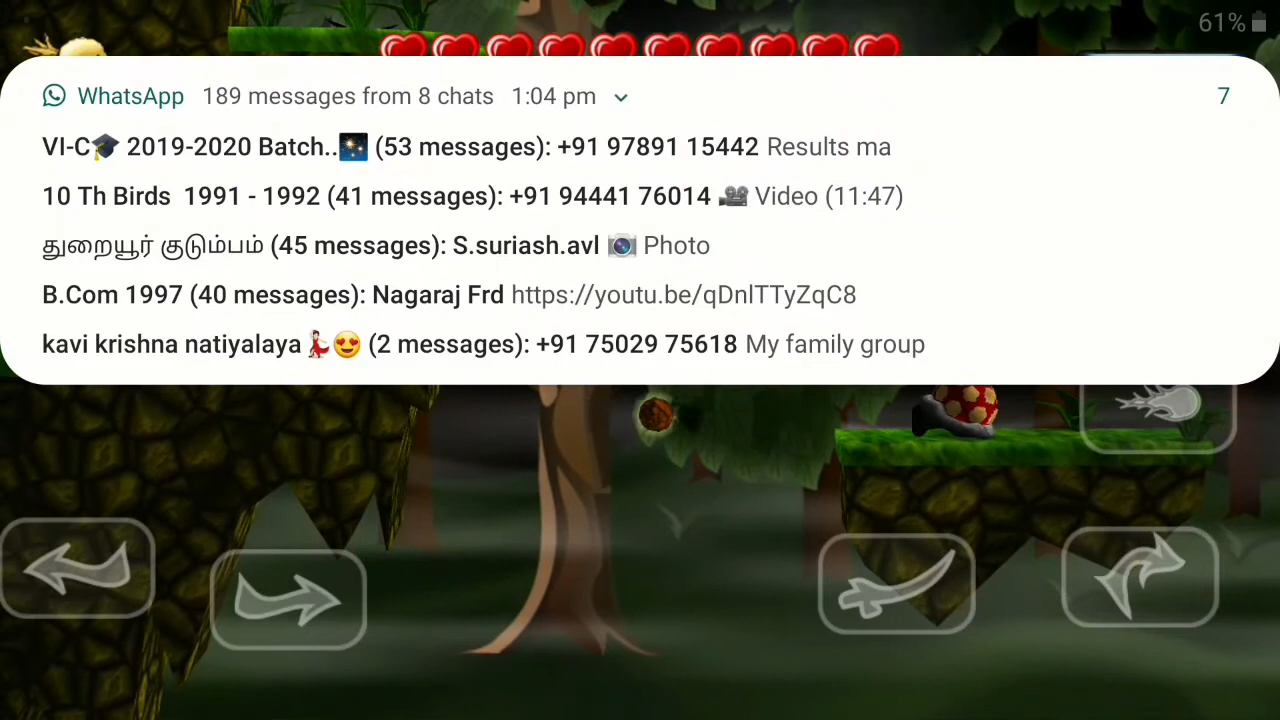 61%
WhatsApp 189 messages from 8 chats 1:04 pm 7
VI-C🎓 2019-2020 Batch..🎆 (53 messages): +91 97891 15442 Results ma
10 Th Birds 1991 - 1992 (41 messages): +91 94441 76014 🎥 Video (11:47)
துறையூர் குடும்பம் (45 messages): S.suriash.avl 📷 Photo
B.Com 1997 (40 messages): Nagaraj Frd https://youtu.be/qDnlTTyZqC8
kavi krishna natiyalaya💃😍 (2 messages): +91 75029 75618 My family group